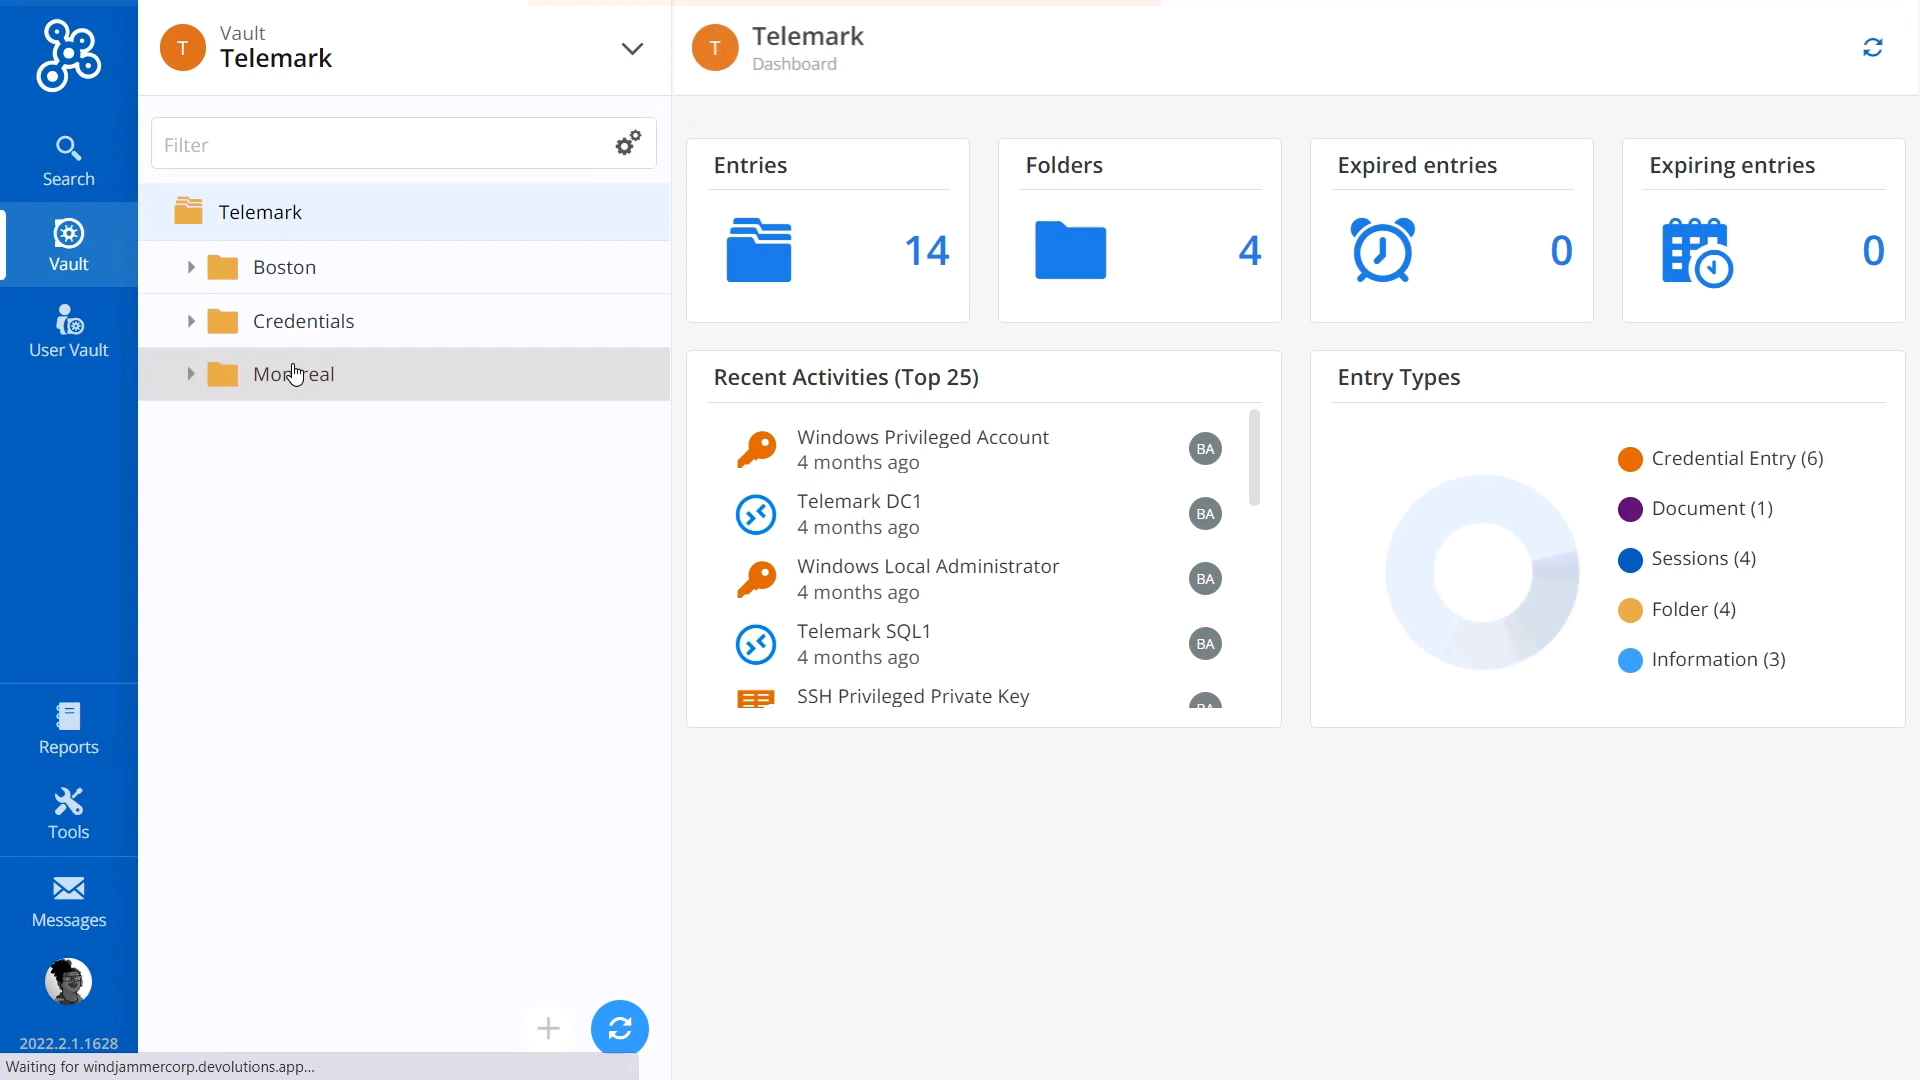 Search
Vault
User Vault
Reports
Tools
Messages
2022.2.1.1628
T
Vault
Telemark
Filter
Telemark
Boston
Credentials
Montreal
Waiting for windjammercorp.devolutions.app...
T
Telemark
Dashboard
Entries
14
Folders
4
Expired entries
0
Expiring entries
0
Recent Activities (Top 25)
Windows Privileged Account
4 months ago
BA
Telemark DC1
4 months ago
BA
Windows Local Administrator
4 months ago
BA
Telemark SQL1
4 months ago
BA
SSH Privileged Private Key
BA
Entry Types
Credential Entry (6)
Document (1)
Sessions (4)
Folder (4)
Information (3)